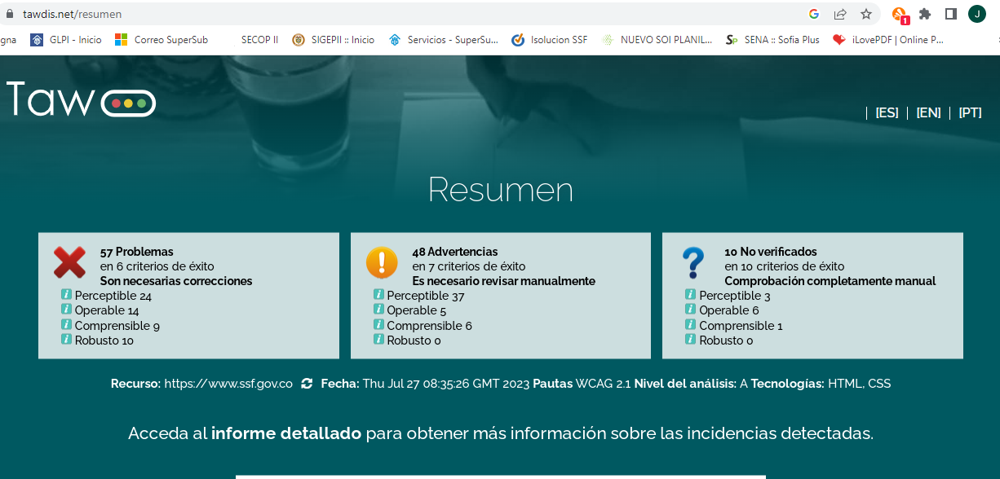 tawdis.net/resumen
1
J
gna GLPI - Inicio Correo SuperSub SECOP II SIGEPII :: Inicio Servicios - SuperSu... Isolucion SSF NUEVO SOI PLANIL... Sp SENA :: Sofia Plus iLovePDF | Online P...
Taw
| [ES] | [EN] | [PT]
Resumen
57 Problemas
en 6 criterios de éxito
Son necesarias correcciones
Perceptible 24
Operable 14
Comprensible 9
Robusto 10
48 Advertencias
en 7 criterios de éxito
Es necesario revisar manualmente
Perceptible 37
Operable 5
Comprensible 6
Robusto 0
10 No verificados
en 10 criterios de éxito
Comprobación completamente manual
Perceptible 3
Operable 6
Comprensible 1
Robusto 0
Recurso: https://www.ssf.gov.co Fecha: Thu Jul 27 08:35:26 GMT 2023 Pautas WCAG 2.1 Nivel del análisis: A Tecnologías: HTML, CSS
Acceda al informe detallado para obtener más información sobre las incidencias detectadas.